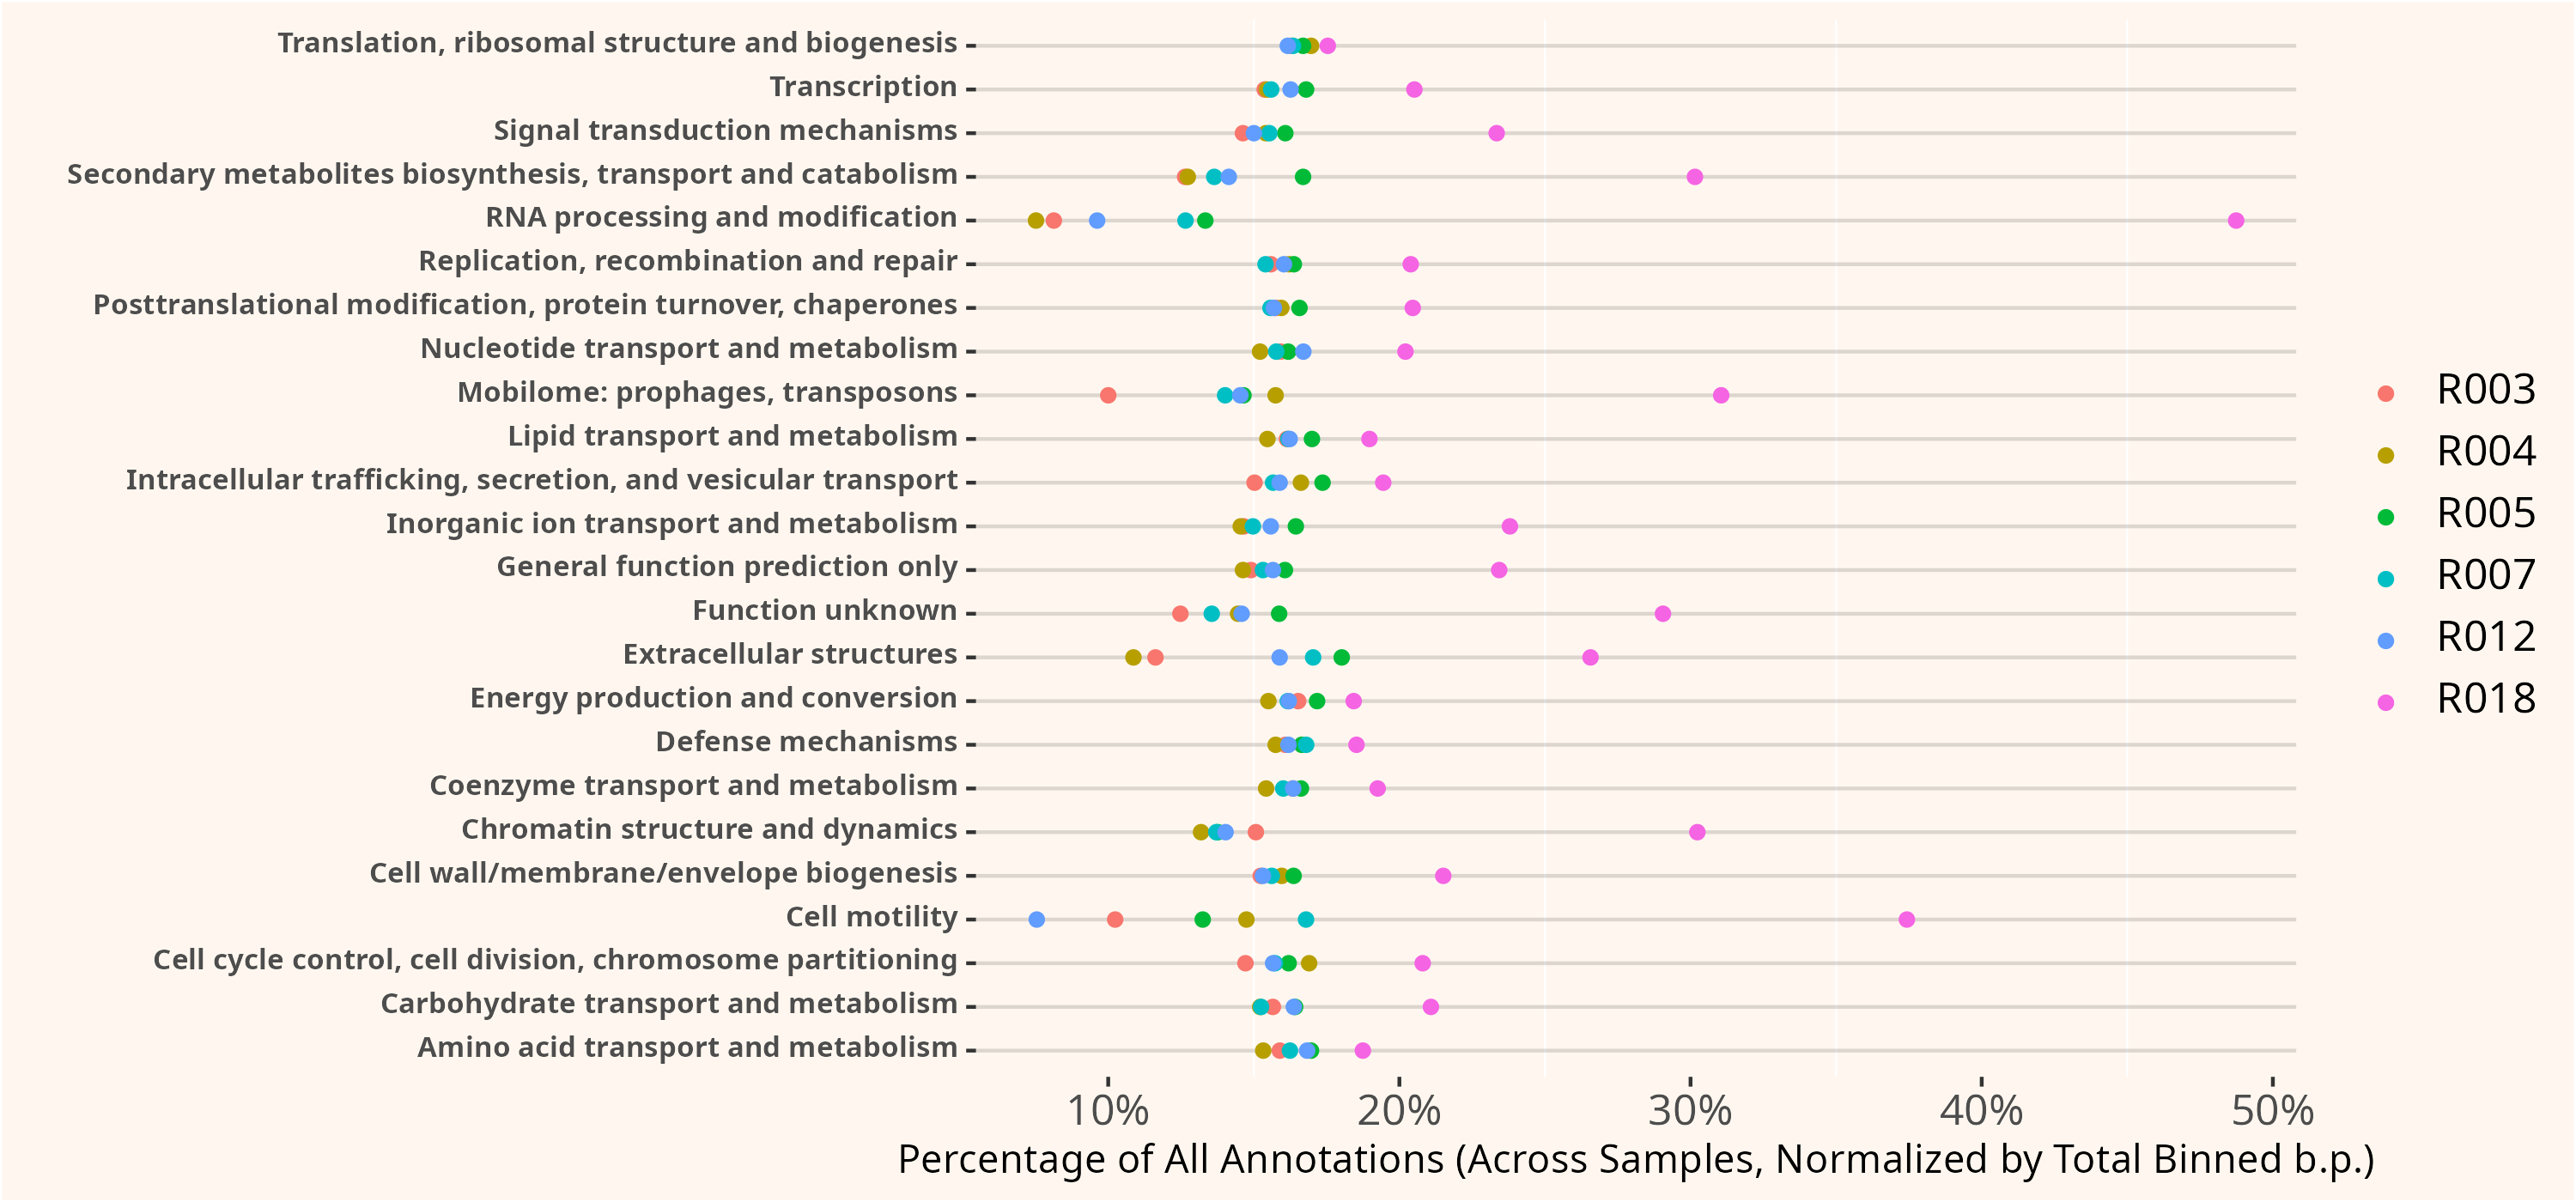 Translation, ribosomal structure and biogenesis
Transcription
Signal transduction mechanisms
Secondary metabolites biosynthesis, transport and catabolism
RNA processing and modification
Replication, recombination and repair
Posttranslational modification, protein turnover, chaperones
Nucleotide transport and metabolism
Mobilome: prophages, transposons
Lipid transport and metabolism
Intracellular trafficking, secretion, and vesicular transport
Inorganic ion transport and metabolism
General function prediction only
Function unknown
Extracellular structures
Energy production and conversion
Defense mechanisms
Coenzyme transport and metabolism
Chromatin structure and dynamics
Cell wall/membrane/envelope biogenesis
Cell motility
Cell cycle control, cell division, chromosome partitioning
Carbohydrate transport and metabolism
Amino acid transport and metabolism
10% 20% 30% 40% 50%
Percentage of All Annotations (Across Samples, Normalized by Total Binned b.p.)
R003
R004
R005
R007
R012
R018